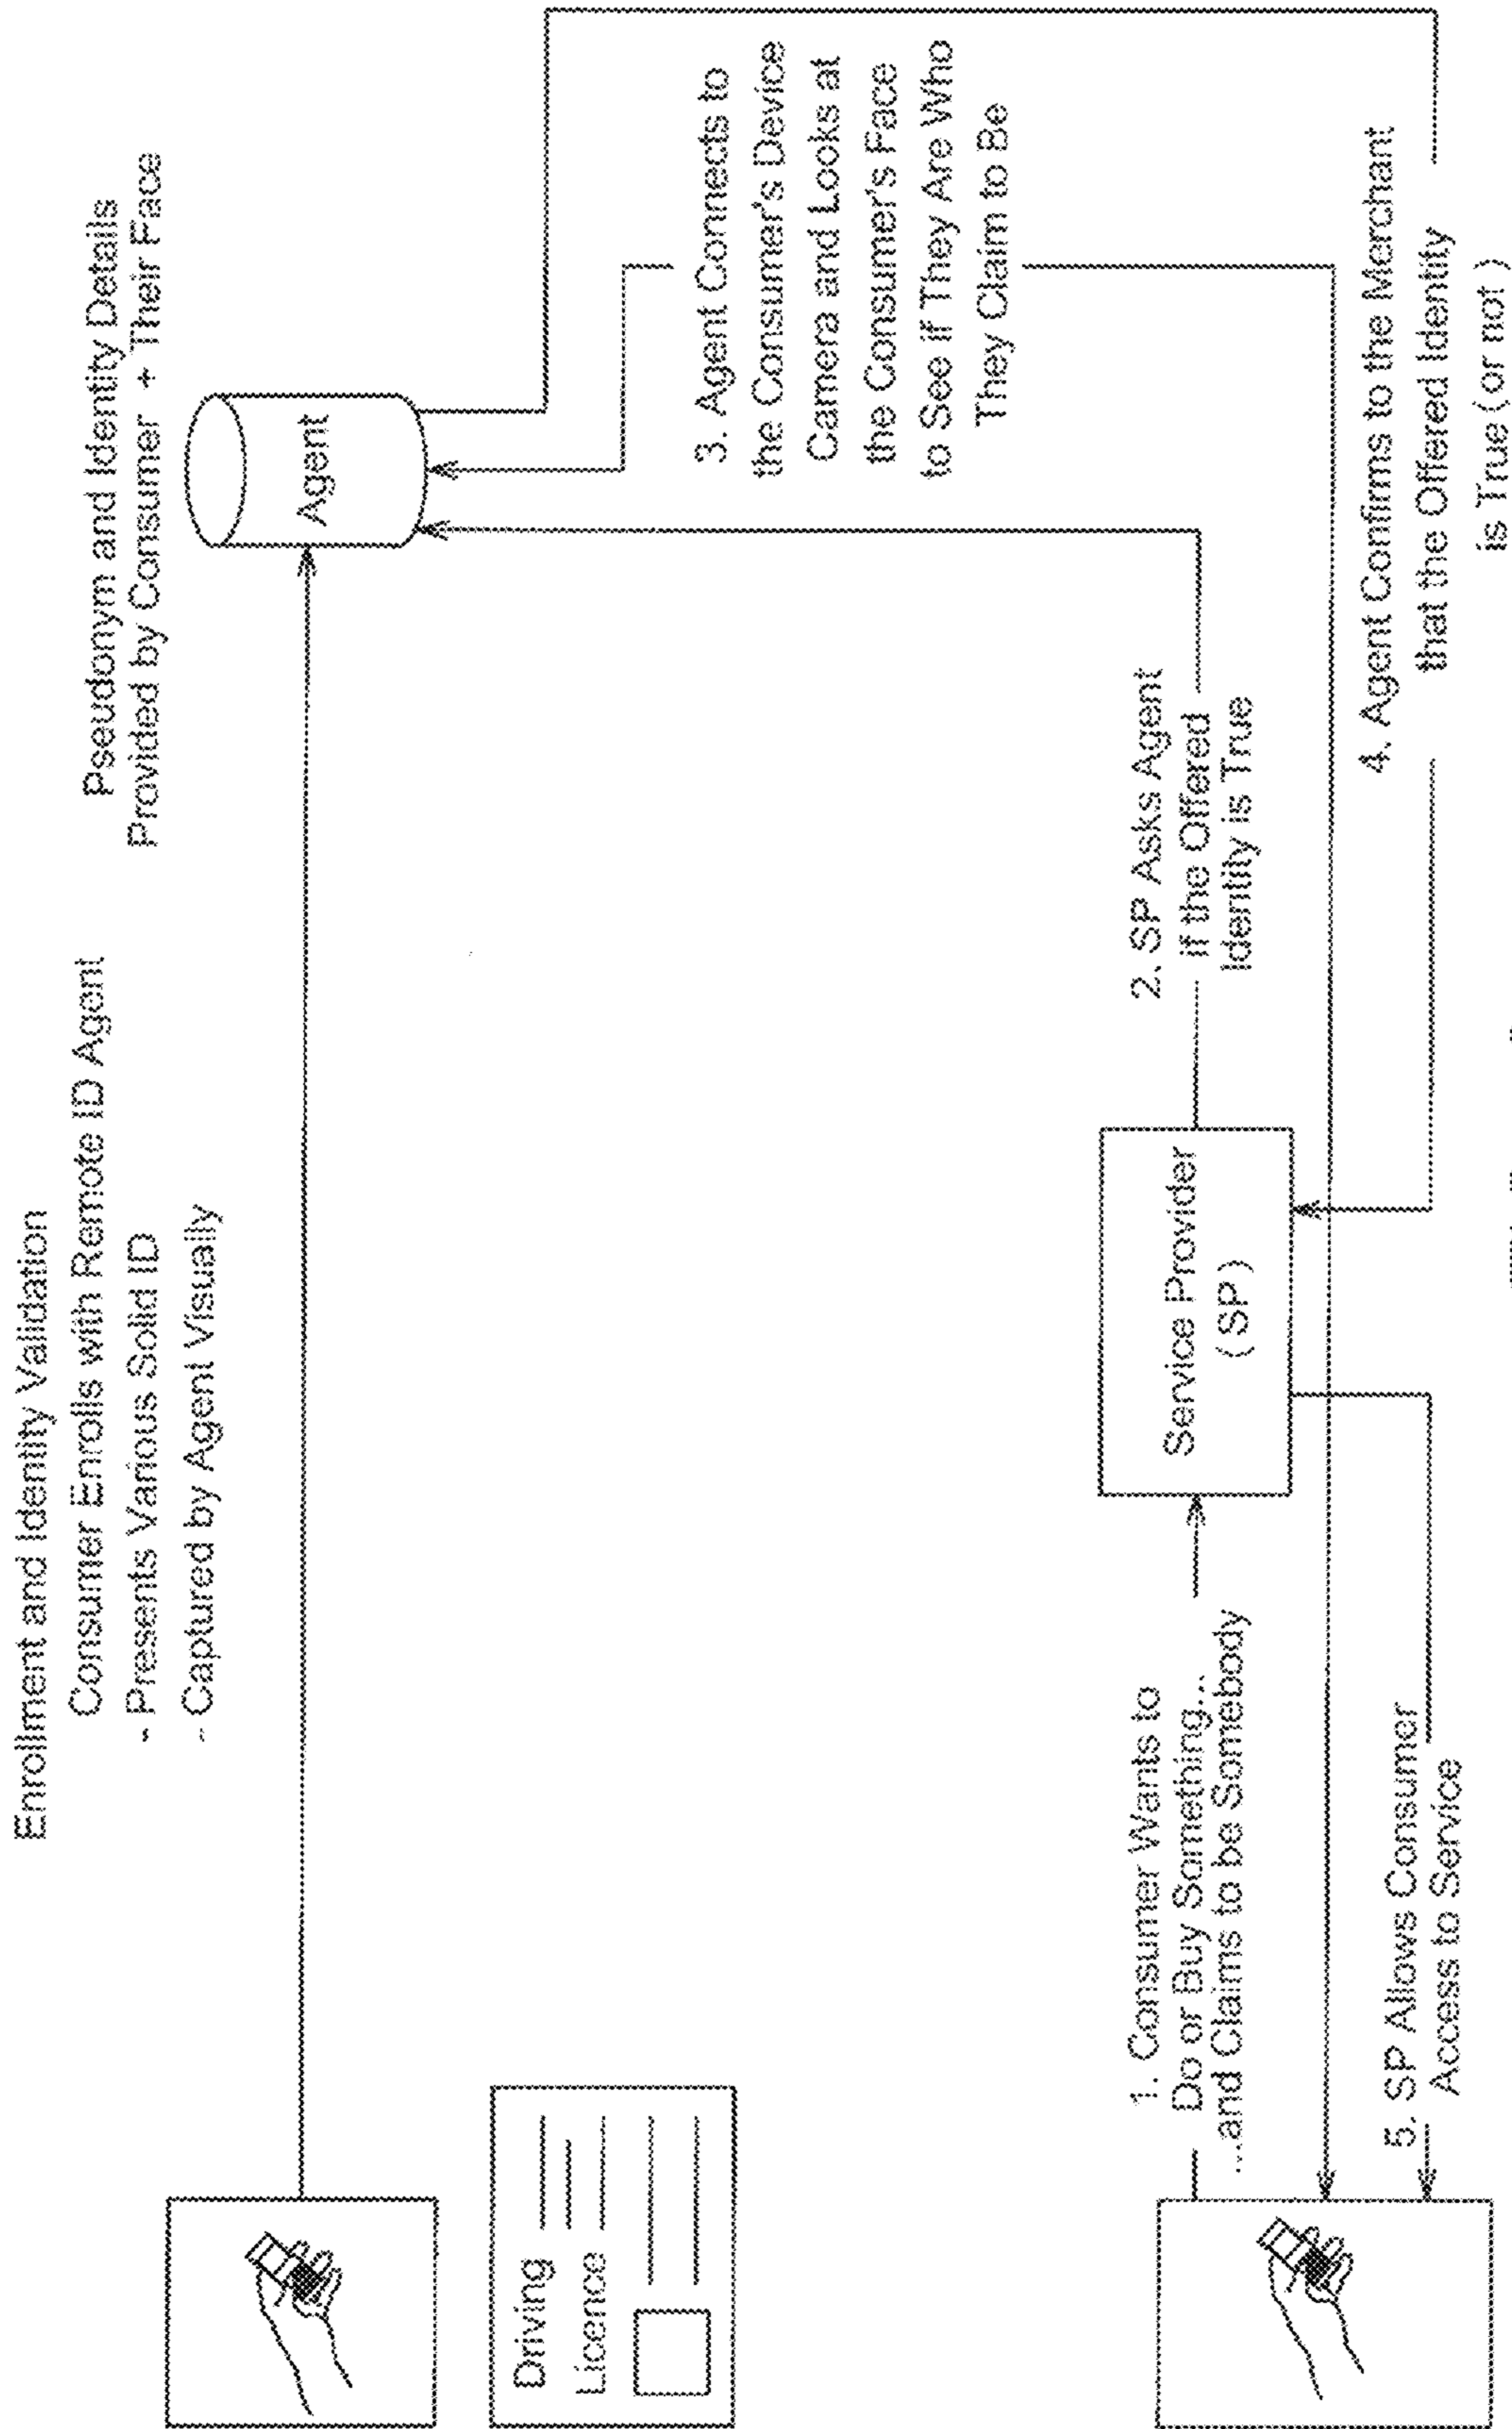 Enrollment and Identity Validation
Consumer Enrolls with Remote ID Agent
- Presents Various Solid ID
- Captured by Agent Visually
Pseudonym and Identity Details
Provided by Consumer + Their Face
Agent
Driving
Licence
3. Agent Connects to
the Consumer's Device
Camera and Looks at
the Consumer's Face
to See if They Are Who
They Claim to Be
1. Consumer Wants to
Do or Buy Something...
...and Claims to be Somebody
Service Provider
(SP)
2. SP Asks Agent
if the Offered
Identity is True
4. Agent Confirms to the Merchant
that the Offered Identity
is True (or not)
5. SP Allows Consumer
Access to Service